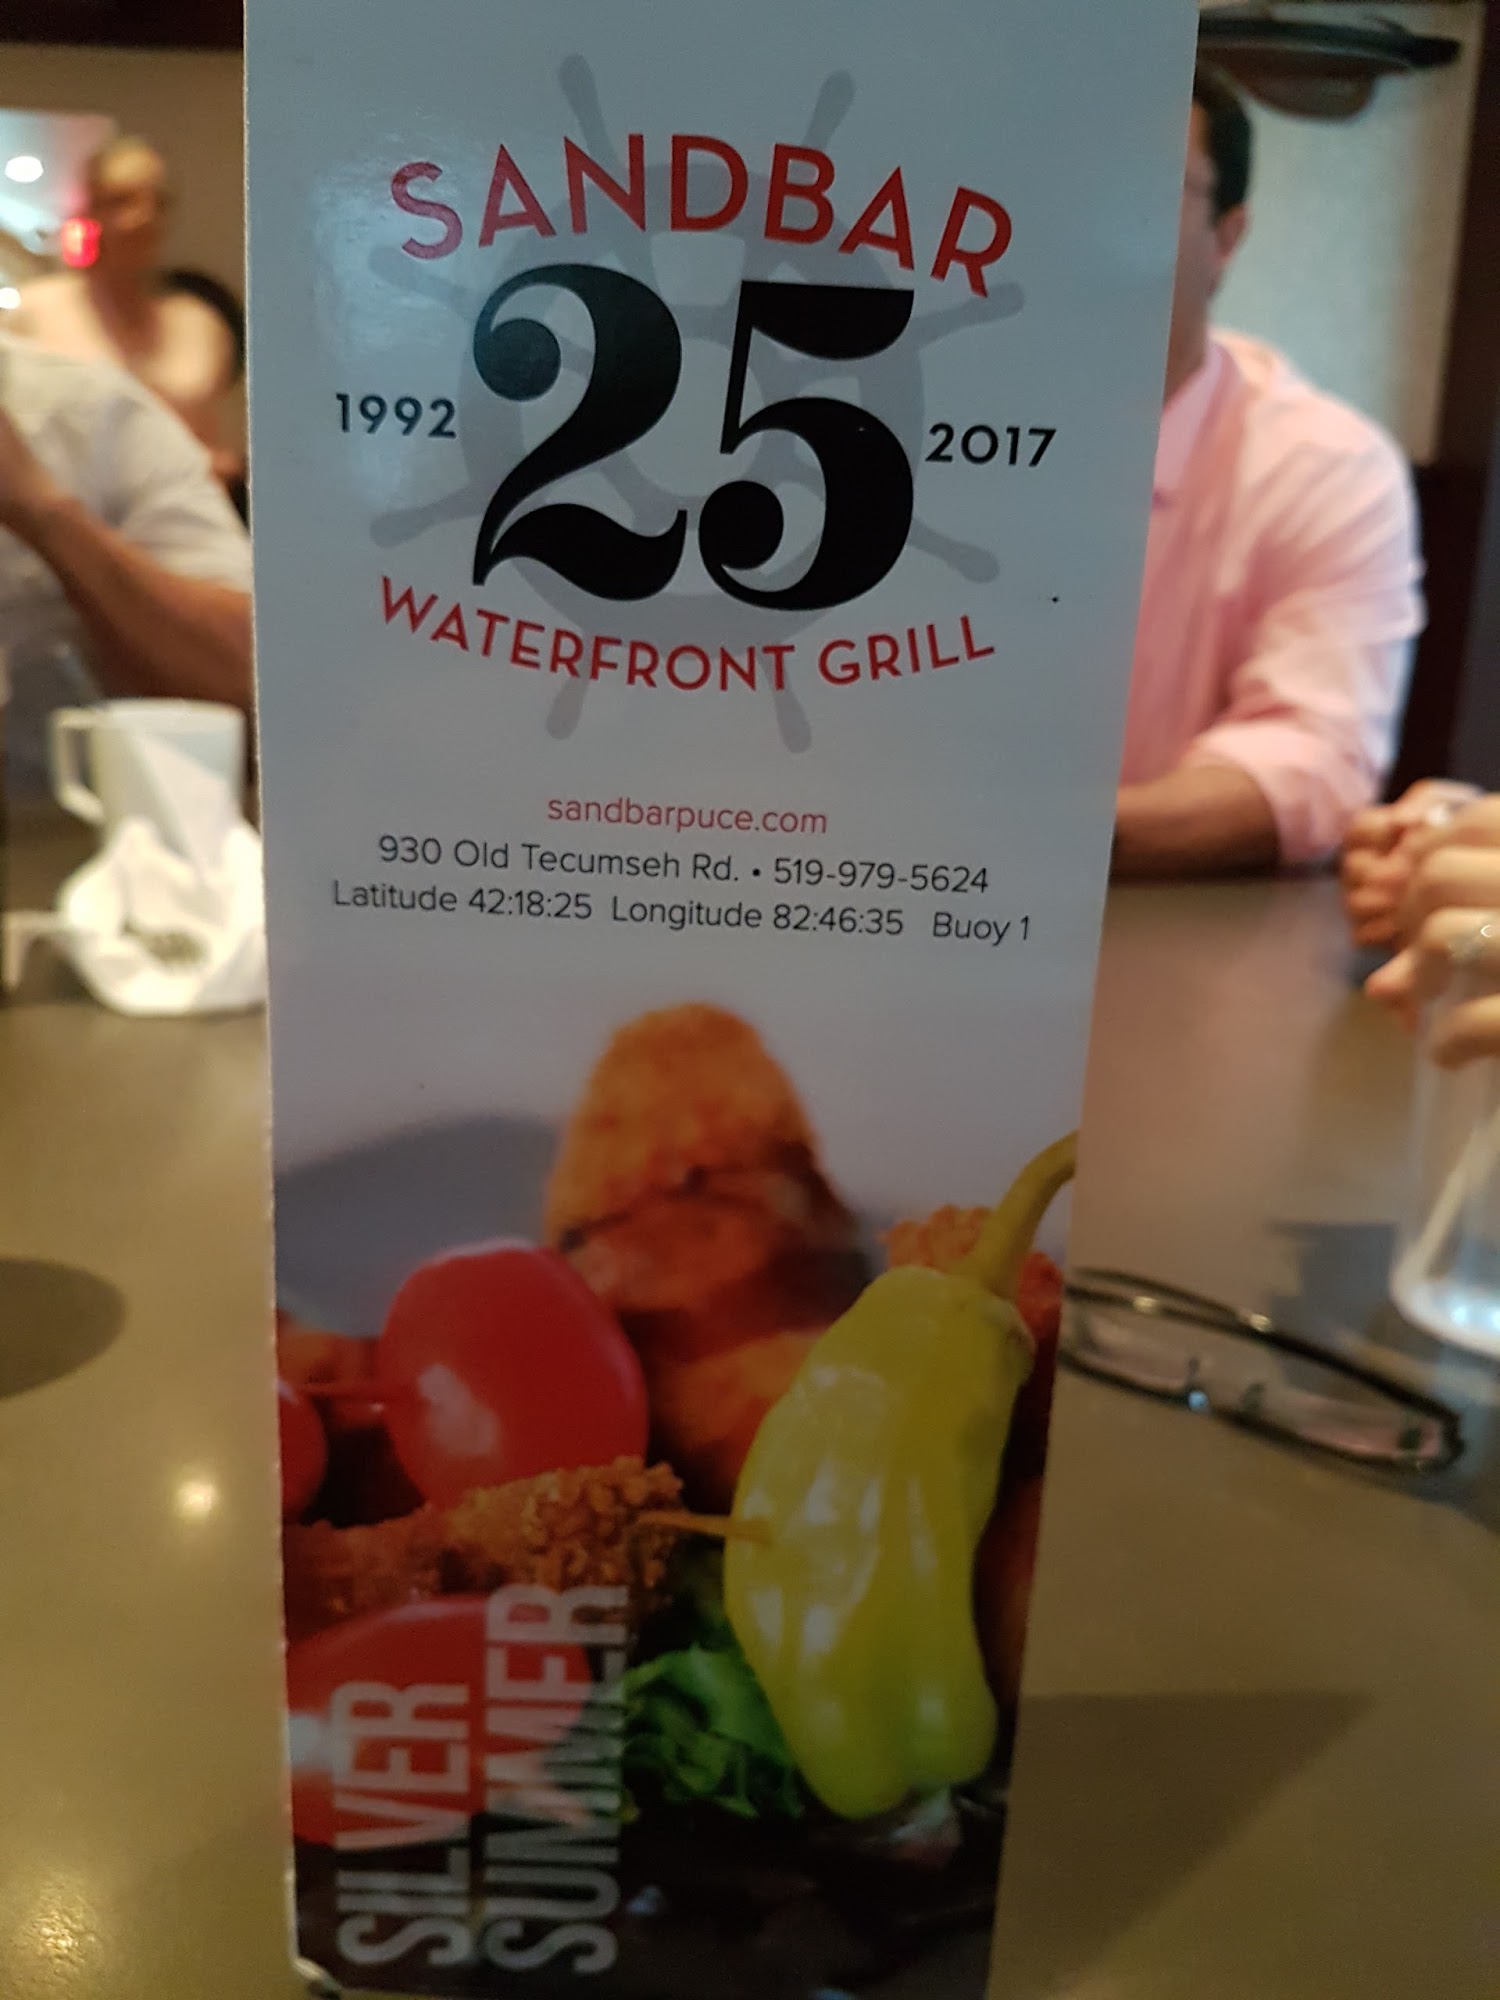 SANDBAR
1992 25 2017
WATERFRONT GRILL
sandbarpuce.com
930 Old Tecumseh Rd. • 519-979-5624
Latitude 42:18:25 Longitude 82:46:35 Buoy 1
SILVER
SUMMER